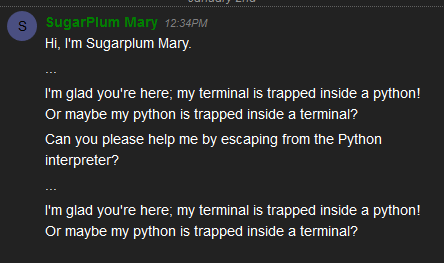 January 2nd
S
SugarPlum Mary 12:34PM
Hi, I'm Sugarplum Mary.
...
I'm glad you're here; my terminal is trapped inside a python!
Or maybe my python is trapped inside a terminal?
Can you please help me by escaping from the Python
interpreter?
...
I'm glad you're here; my terminal is trapped inside a python!
Or maybe my python is trapped inside a terminal?